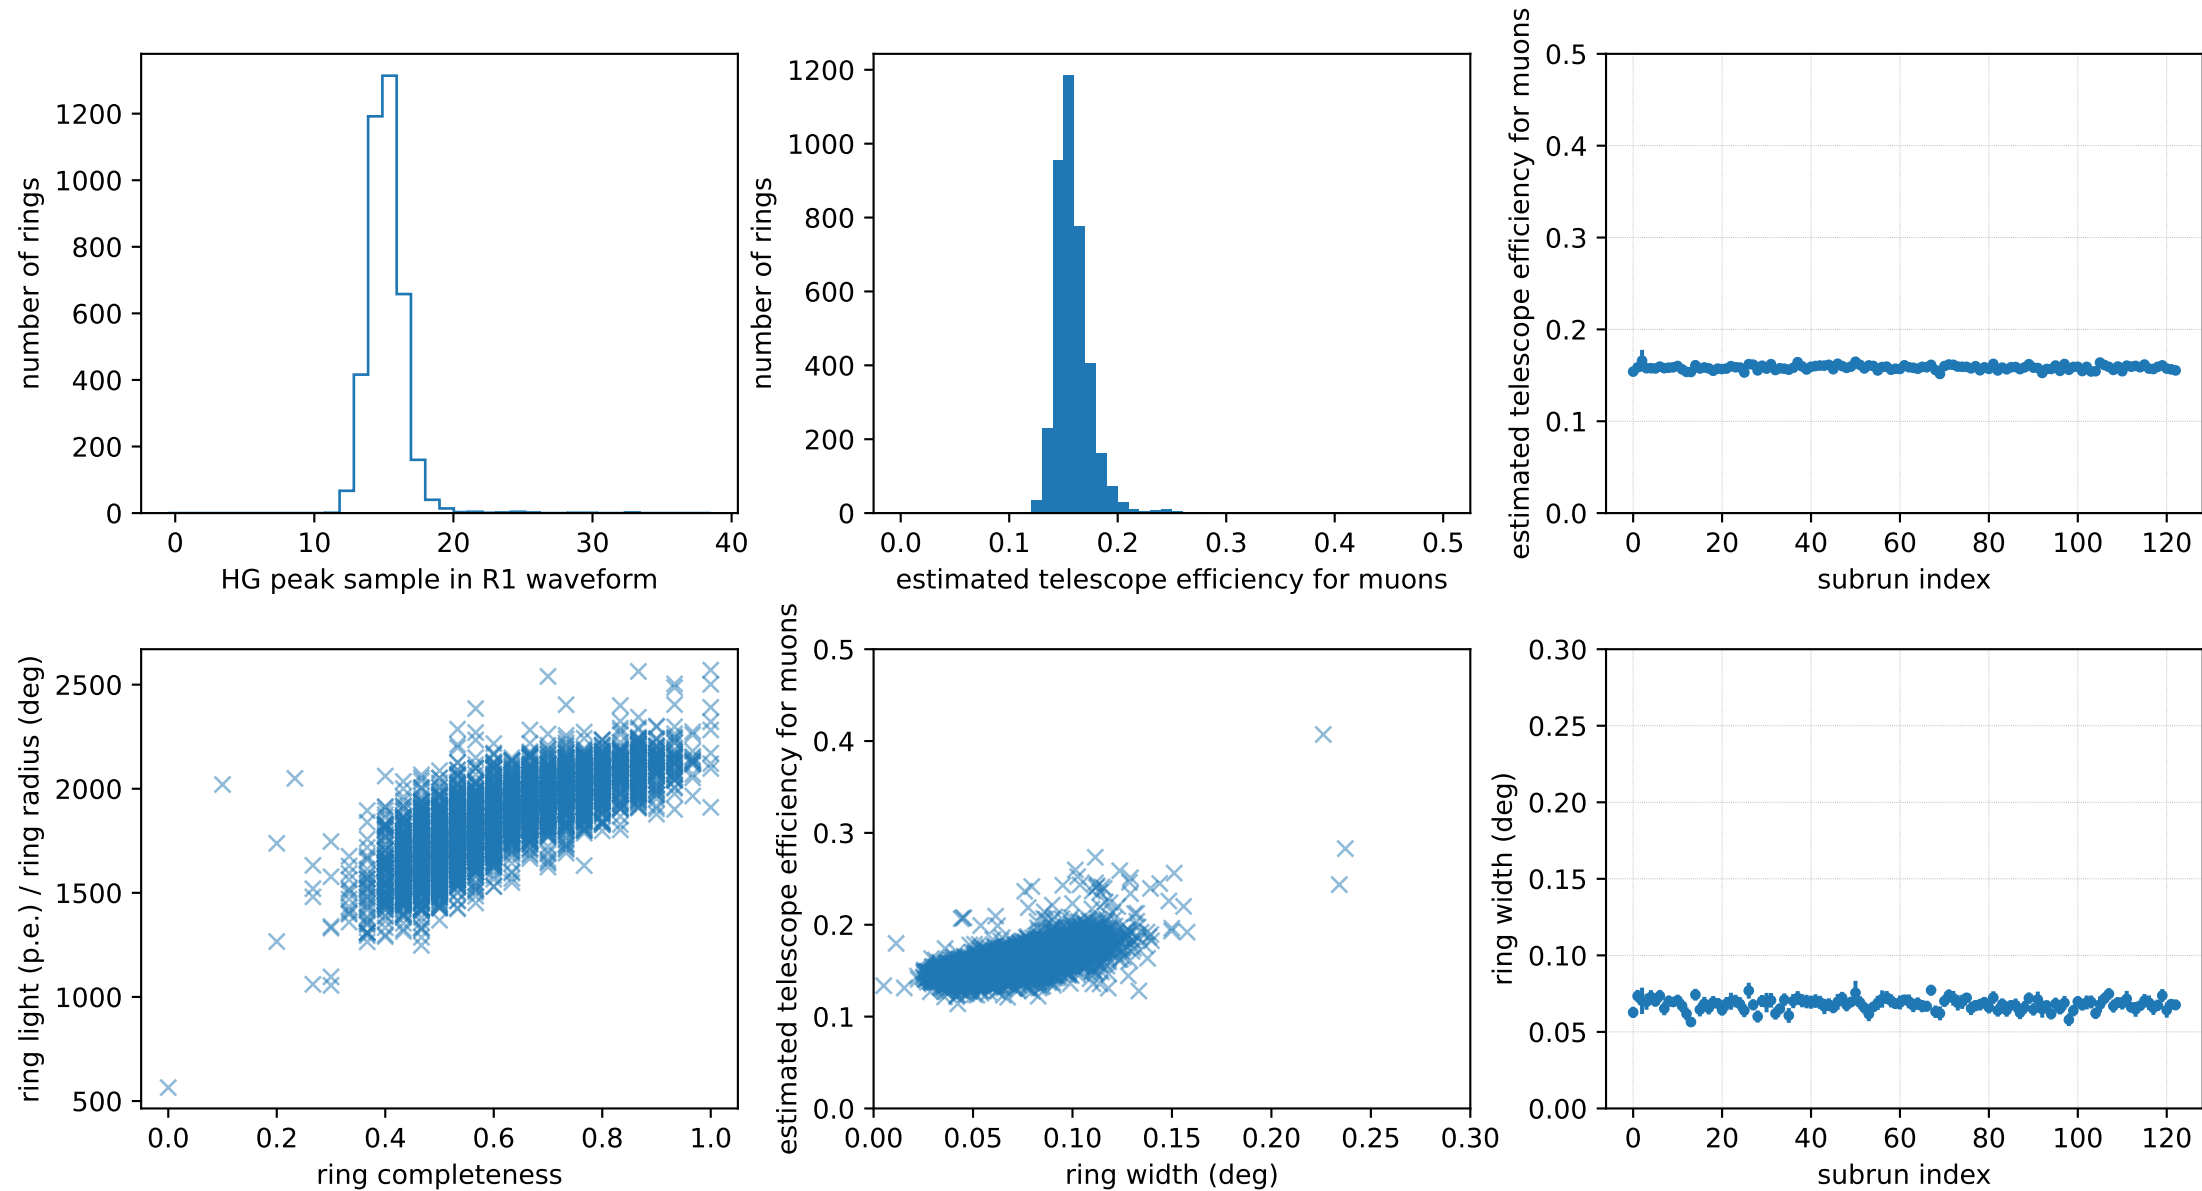 number of rings
1200
1000
800
600
400
200
0
0 10 20 30 40
HG peak sample in R1 waveform
number of rings
1200
1000
800
600
400
200
0
0.0 0.1 0.2 0.3 0.4 0.5
estimated telescope efficiency for muons
estimated telescope efficiency for muons
0.5
0.4
0.3
0.2
0.1
0.0
0 20 40 60 80 100 120
subrun index
ring light (p.e.) / ring radius (deg)
2500
2000
1500
1000
500
0.0 0.2 0.4 0.6 0.8 1.0
ring completeness
estimated telescope efficiency for muons
0.5
0.4
0.3
0.2
0.1
0.0
0.00 0.05 0.10 0.15 0.20 0.25 0.30
ring width (deg)
ring width (deg)
0.30
0.25
0.20
0.15
0.10
0.05
0.00
0 20 40 60 80 100 120
subrun index